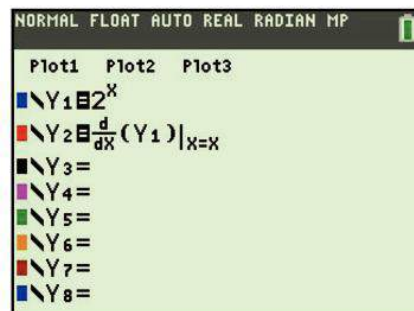 NORMAL FLOAT AUTO REAL RADIAN MP
Plot1 Plot2 Plot3
\Y₁=2ˣ
\Y₂=d/dX(Y₁)|X=X
\Y₃=
\Y₄=
\Y₅=
\Y₆=
\Y₇=
\Y₈=